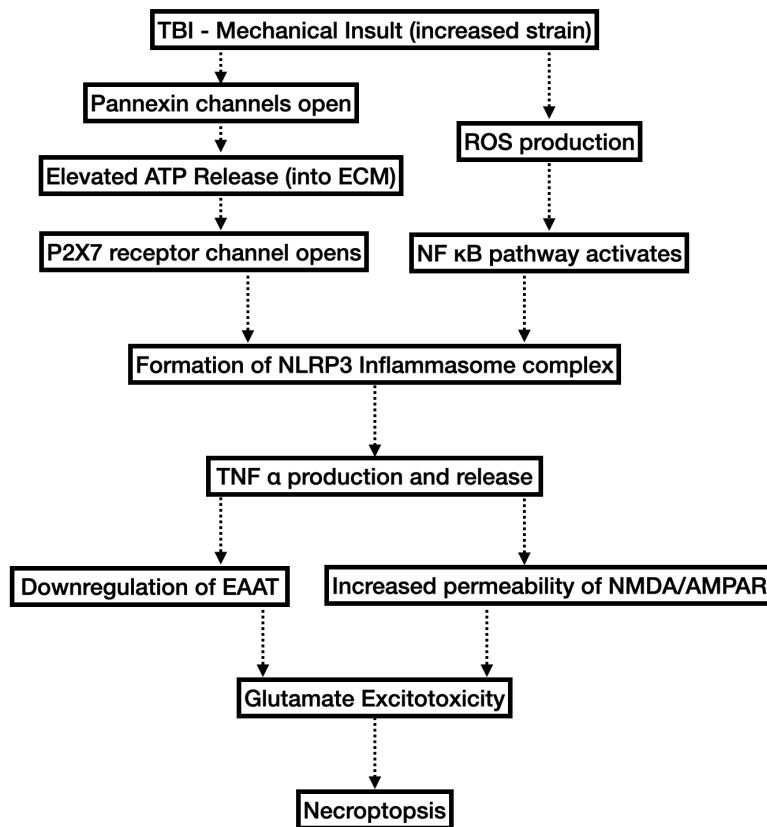 TBI - Mechanical Insult (increased strain)
Pannexin channels open
ROS production
Elevated ATP Release (into ECM)
P2X7 receptor channel opens
NF κB pathway activates
Formation of NLRP3 Inflammasome complex
TNF α production and release
Downregulation of EAAT
Increased permeability of NMDA/AMPAR
Glutamate Excitotoxicity
Necroptopsis